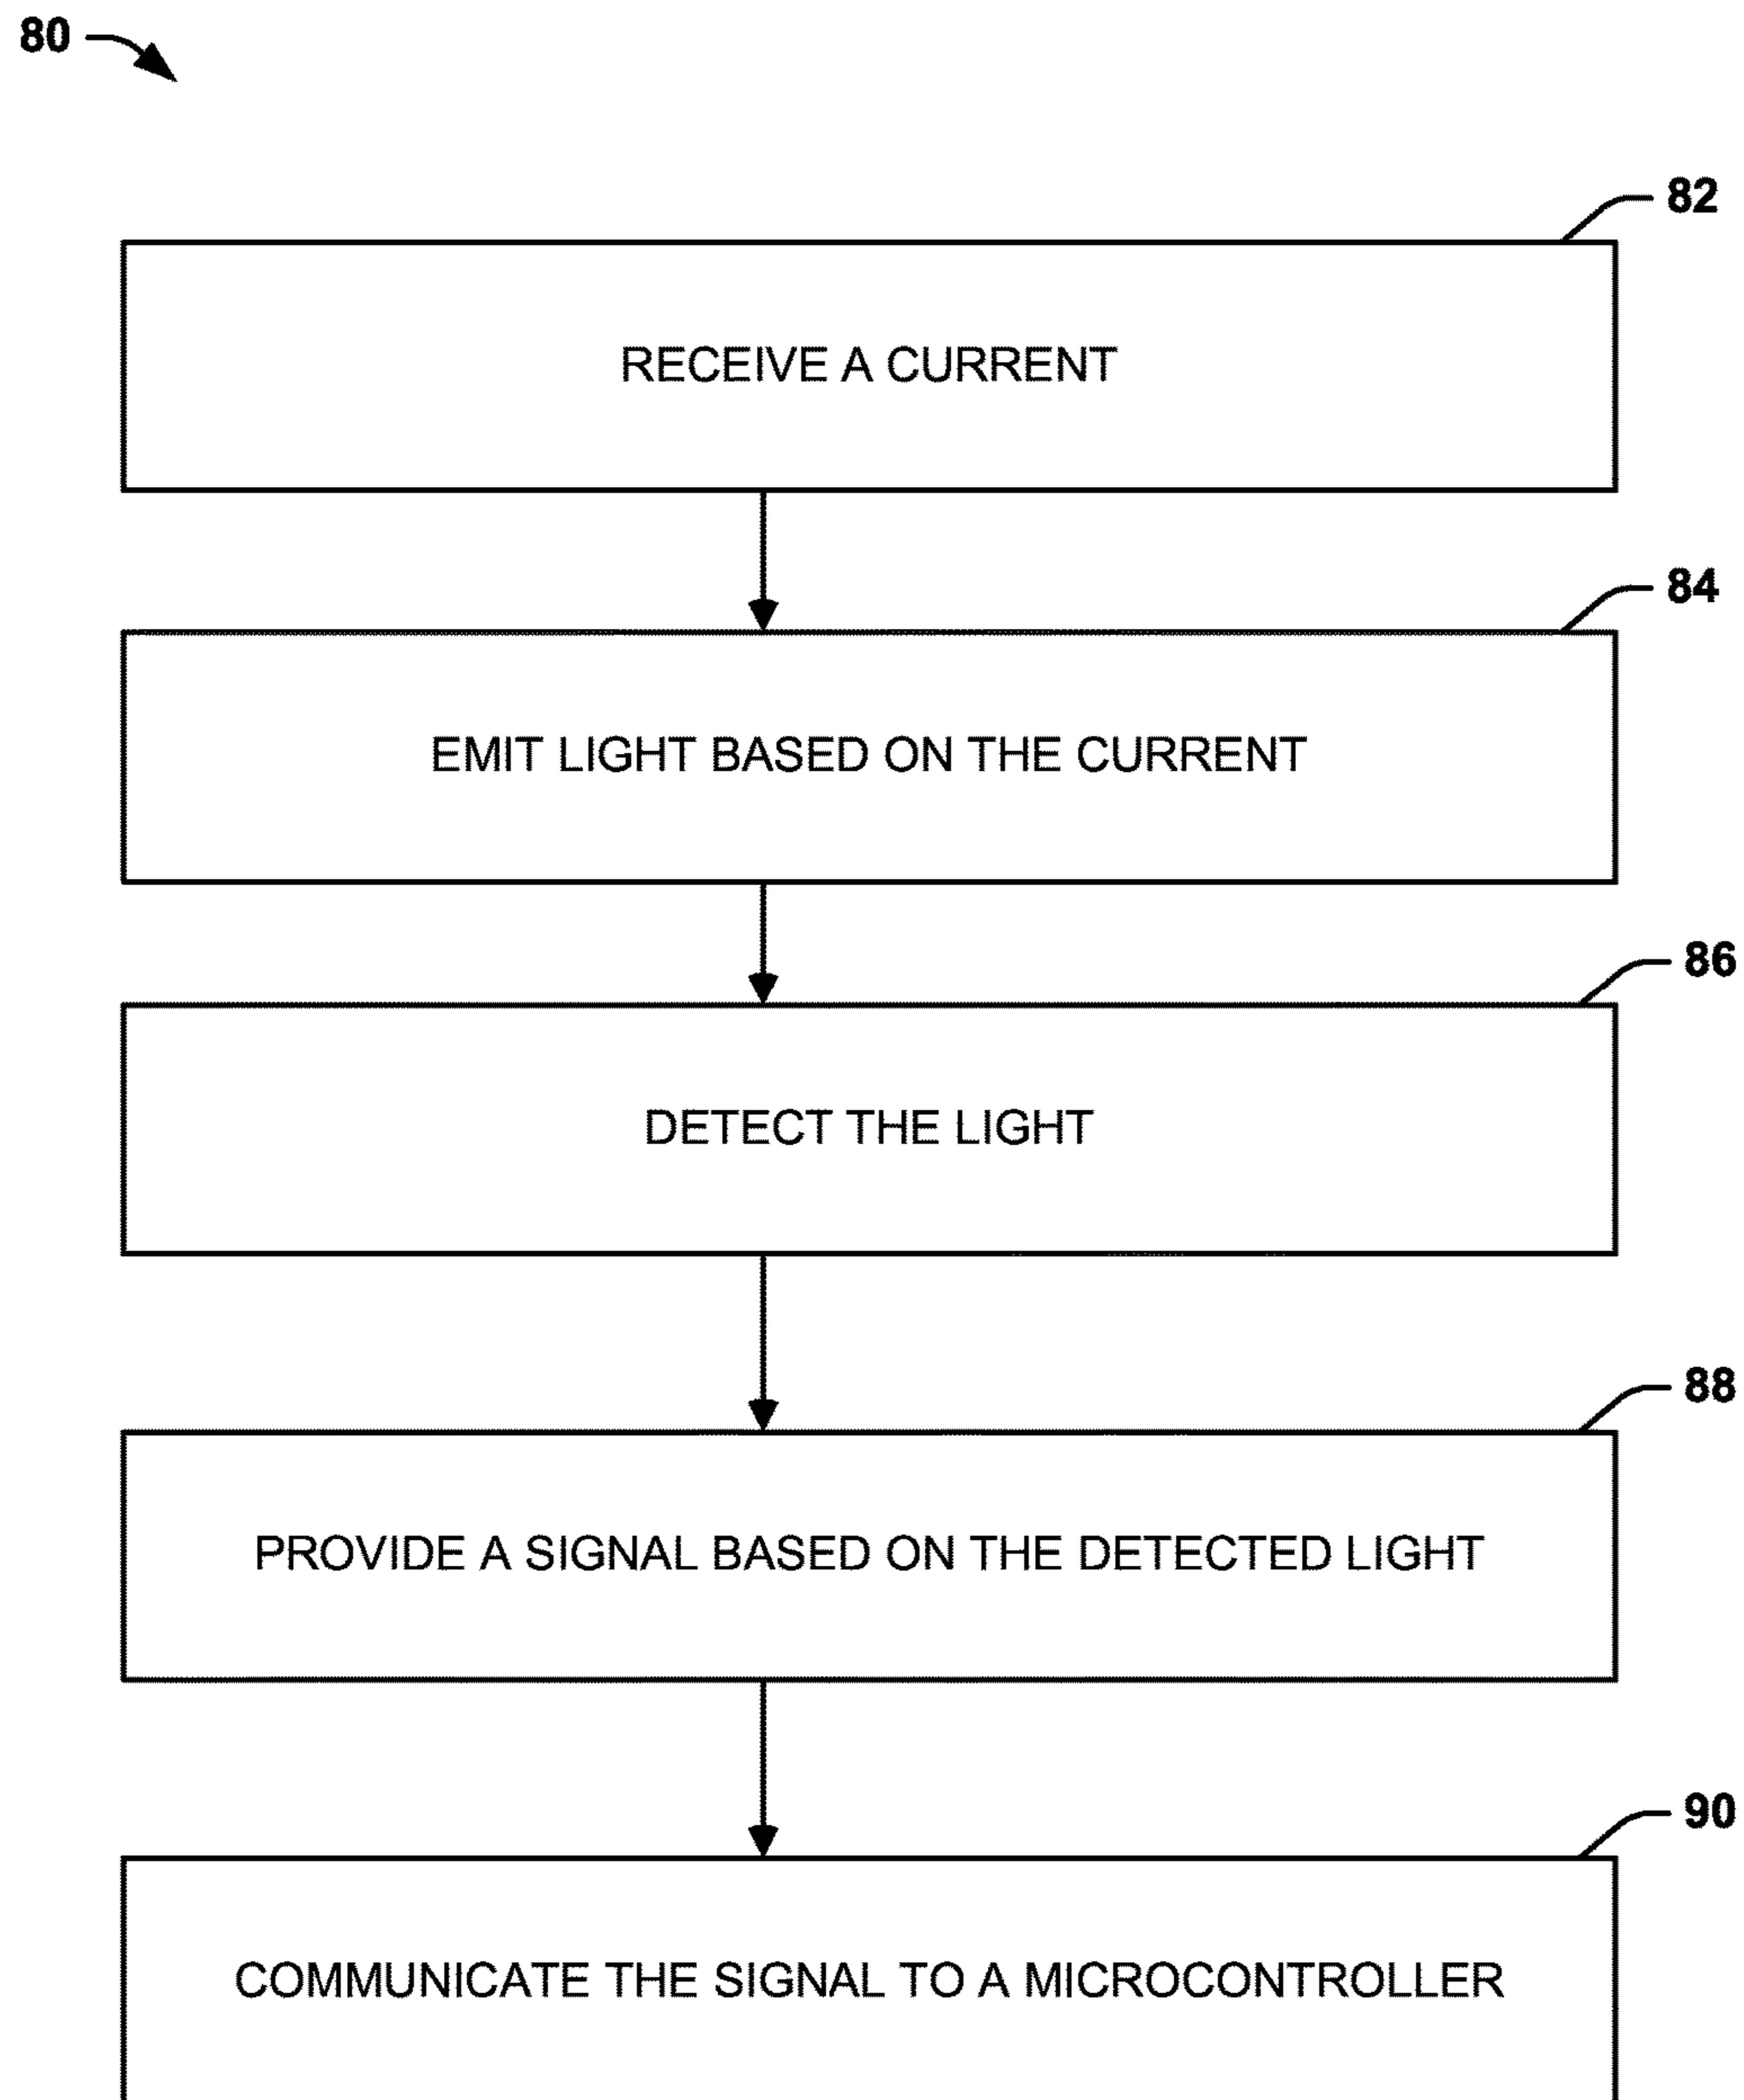 80
82
RECEIVE A CURRENT
84
EMIT LIGHT BASED ON THE CURRENT
86
DETECT THE LIGHT
88
PROVIDE A SIGNAL BASED ON THE DETECTED LIGHT
90
COMMUNICATE THE SIGNAL TO A MICROCONTROLLER